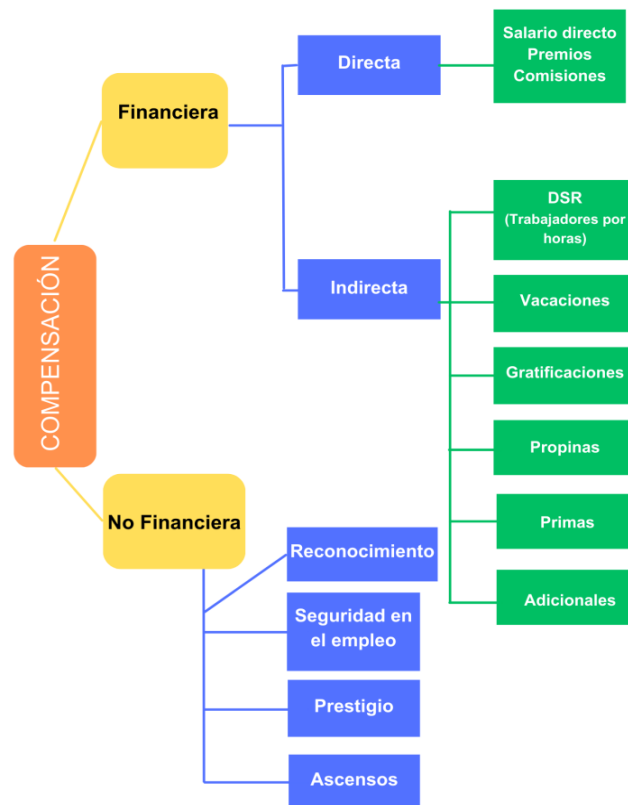 COMPENSACIÓN
Financiera
Directa
Salario directo
Premios
Comisiones
Indirecta
DSR
(Trabajadores por
horas)
Vacaciones
Gratificaciones
Propinas
Primas
Adicionales
No Financiera
Reconocimiento
Seguridad en
el empleo
Prestigio
Ascensos